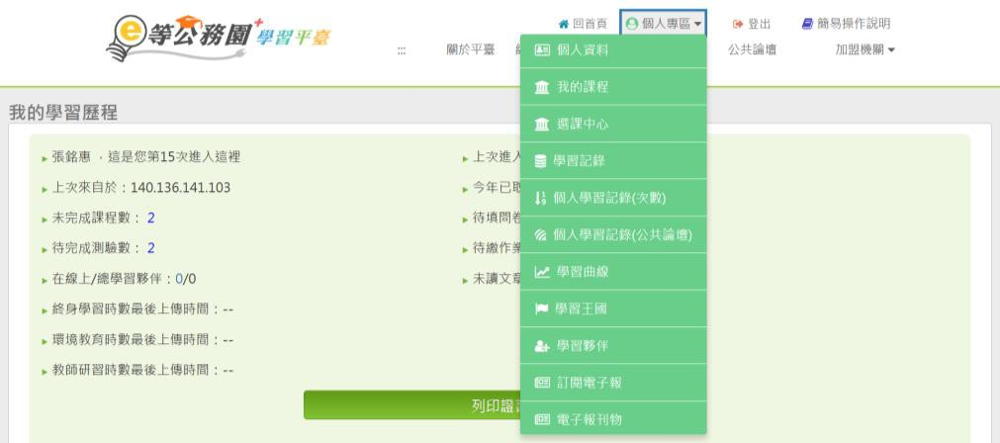 e等公務園+學習平臺
回首頁
個人專區
登出
簡易操作說明
:::
關於平臺
公共論壇
加盟機關
個人資料
我的課程
選課中心
學習記錄
個人學習記錄(次數)
個人學習記錄(公共論壇)
學習曲線
學習王國
學習夥伴
訂閱電子報
電子報刊物
我的學習歷程
張銘惠 ，這是您第15次進入這裡
上次進入
上次來自於：140.136.141.103
今年已取
未完成課程數： 2
待填問卷
待完成測驗數： 2
待繳作業
在線上/總學習夥伴：0/0
未讀文章
終身學習時數最後上傳時間：--
環境教育時數最後上傳時間：--
教師研習時數最後上傳時間：--
列印證